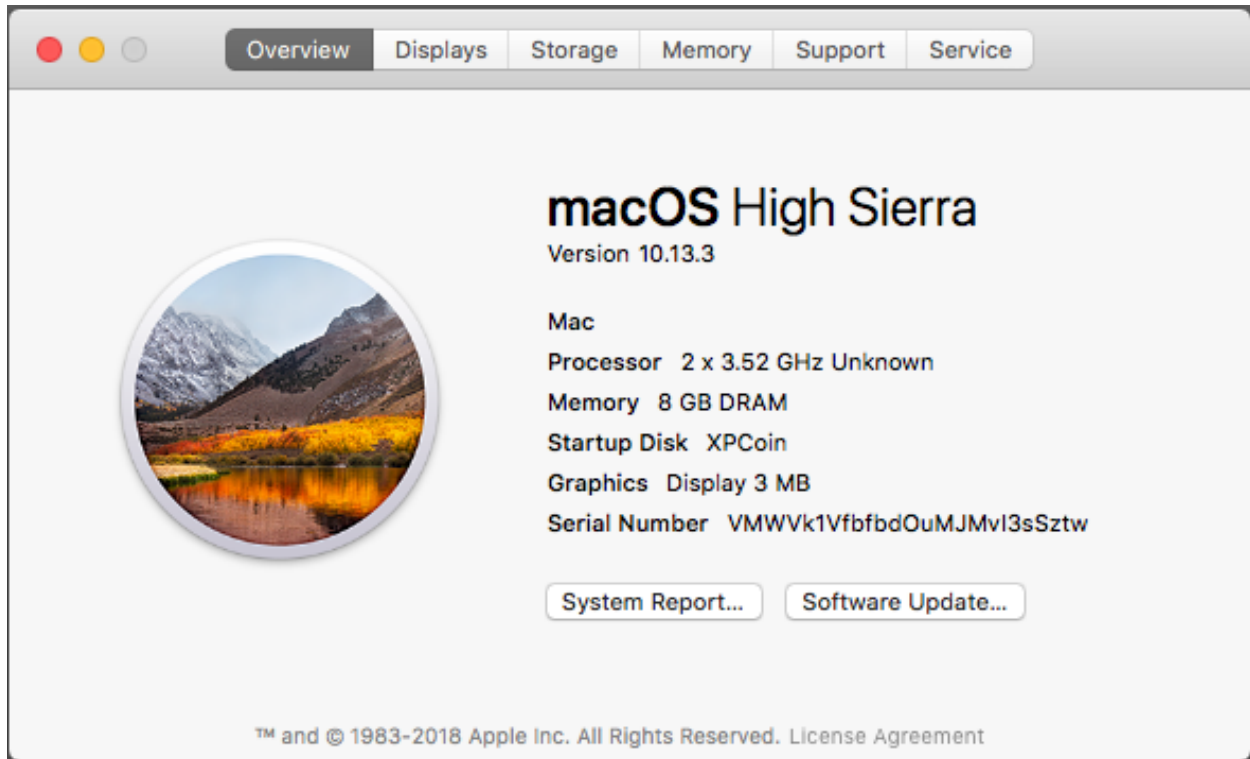 Overview Displays Storage Memory Support Service
macOS High Sierra
Version 10.13.3
Mac
Processor 2 x 3.52 GHz Unknown
Memory 8 GB DRAM
Startup Disk XPCoin
Graphics Display 3 MB
Serial Number VMWVk1VfbfbdOuMJMvI3sSztw
System Report... Software Update...
™ and © 1983-2018 Apple Inc. All Rights Reserved. License Agreement